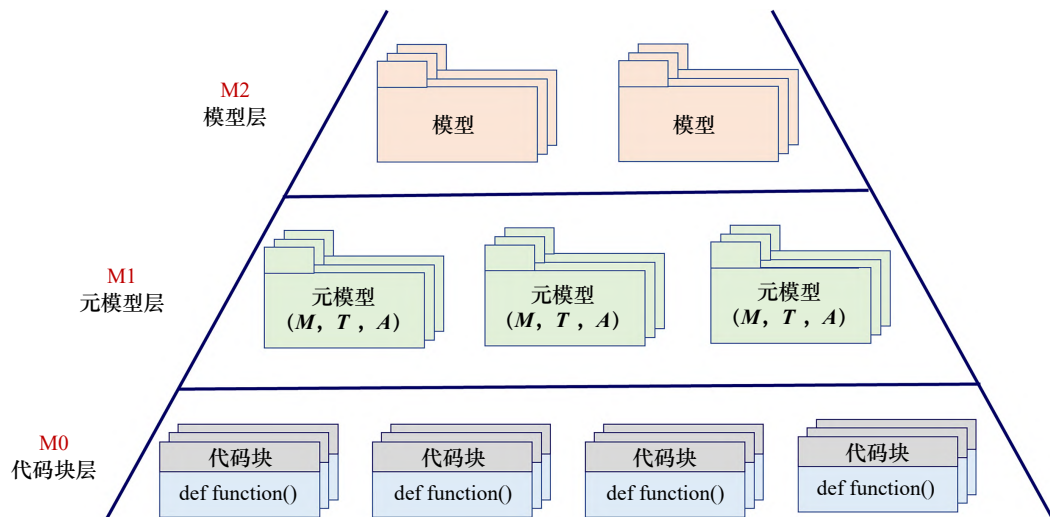 M2
模型层
模型
模型
M1
元模型层
元模型
（M，T，A）
元模型
（M，T，A）
元模型
（M，T，A）
M0
代码块层
代码块
def function()
代码块
def function()
代码块
def function()
代码块
def function()